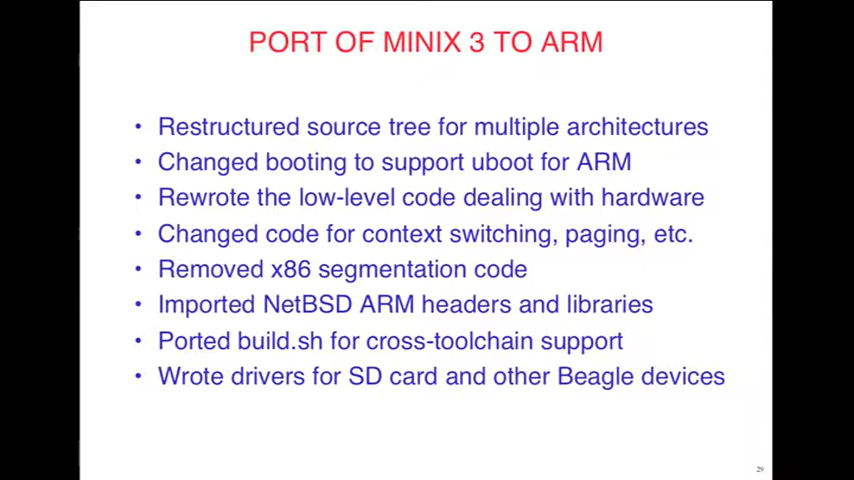 PORT OF MINIX 3 TO ARM
• Restructured source tree for multiple architectures
• Changed booting to support uboot for ARM
• Rewrote the low-level code dealing with hardware
• Changed code for context switching, paging, etc.
• Removed x86 segmentation code
• Imported NetBSD ARM headers and libraries
• Ported build.sh for cross-toolchain support
• Wrote drivers for SD card and other Beagle devices
29